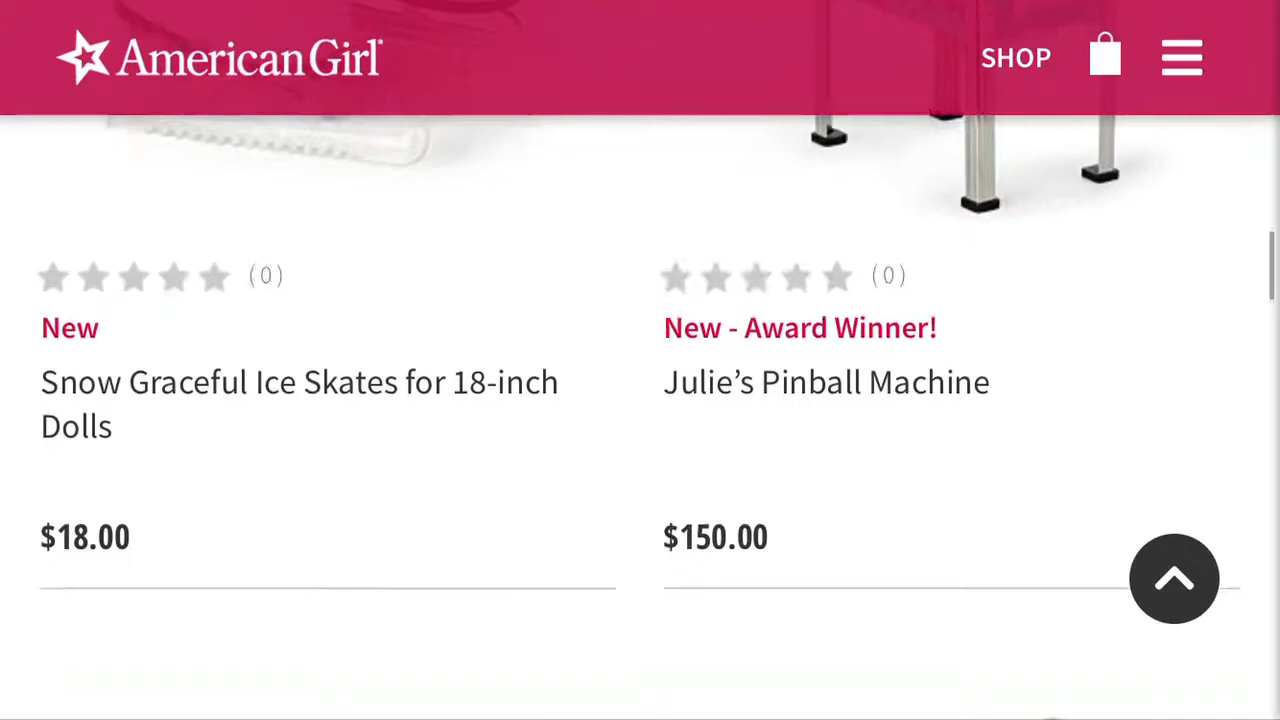 American Girl
SHOP
(0)
New
Snow Graceful Ice Skates for 18-inch
Dolls
$18.00
(0)
New - Award Winner!
Julie’s Pinball Machine
$150.00